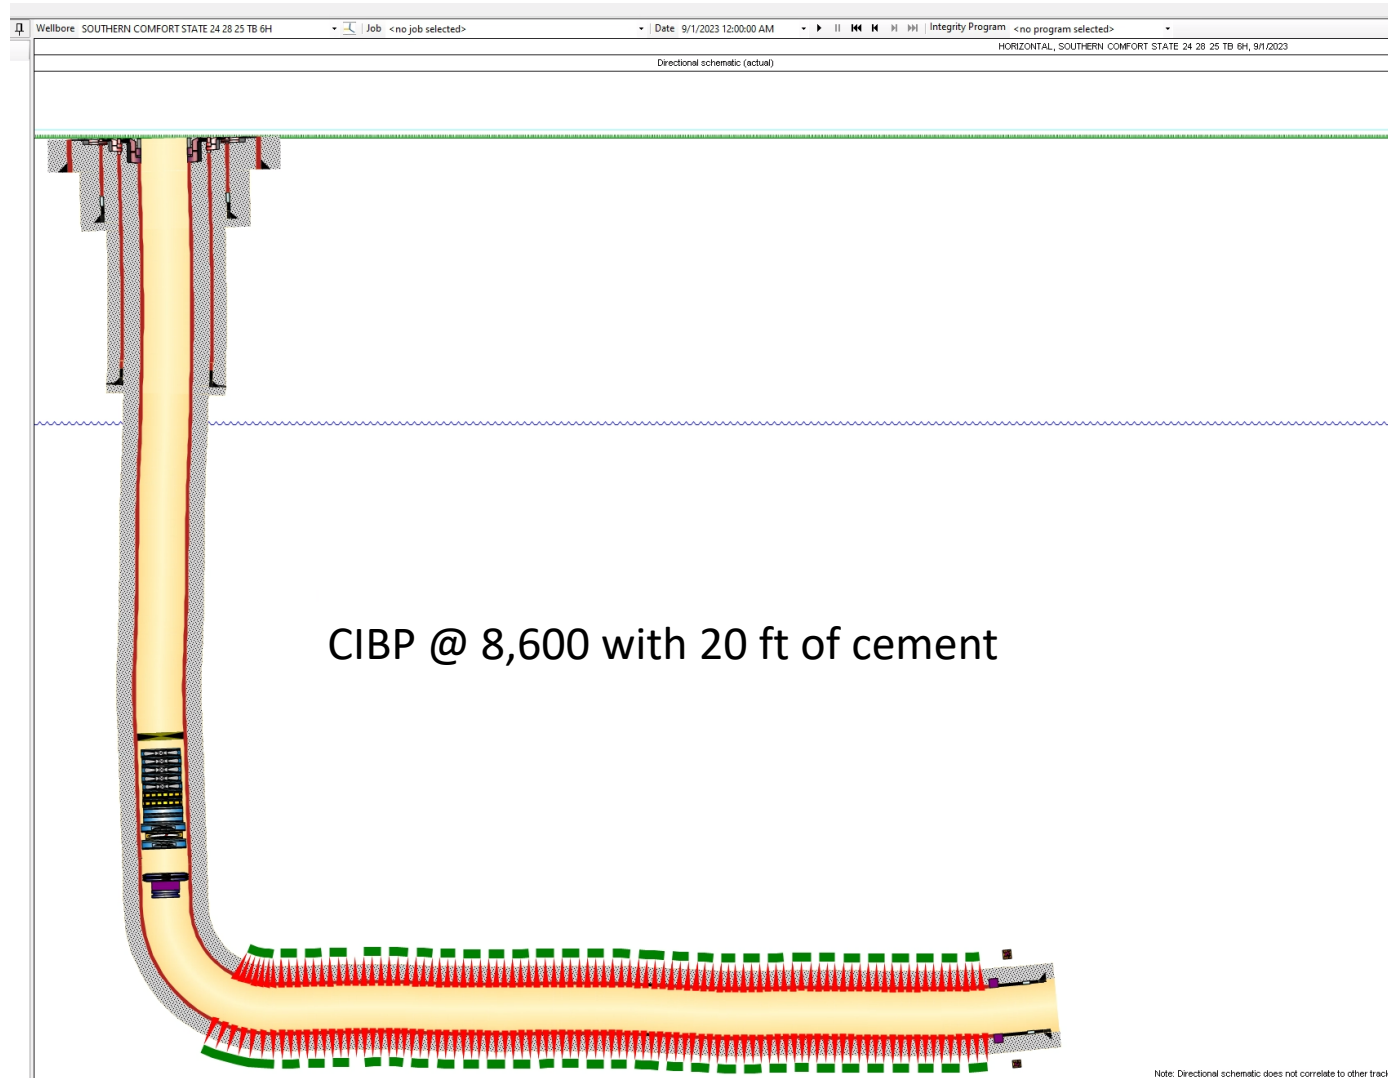 Wellbore SOUTHERN COMFORT STATE 24 28 25 TB 6H Job <no job selected> Date 9/1/2023 12:00:00 AM Integrity Program <no program selected>
HORIZONTAL, SOUTHERN COMFORT STATE 24 28 25 TB 6H, 9/1/2023
Directional schematic (actual)
CIBP @ 8,600 with 20 ft of cement
Note: Directional schematic does not correlate to other track